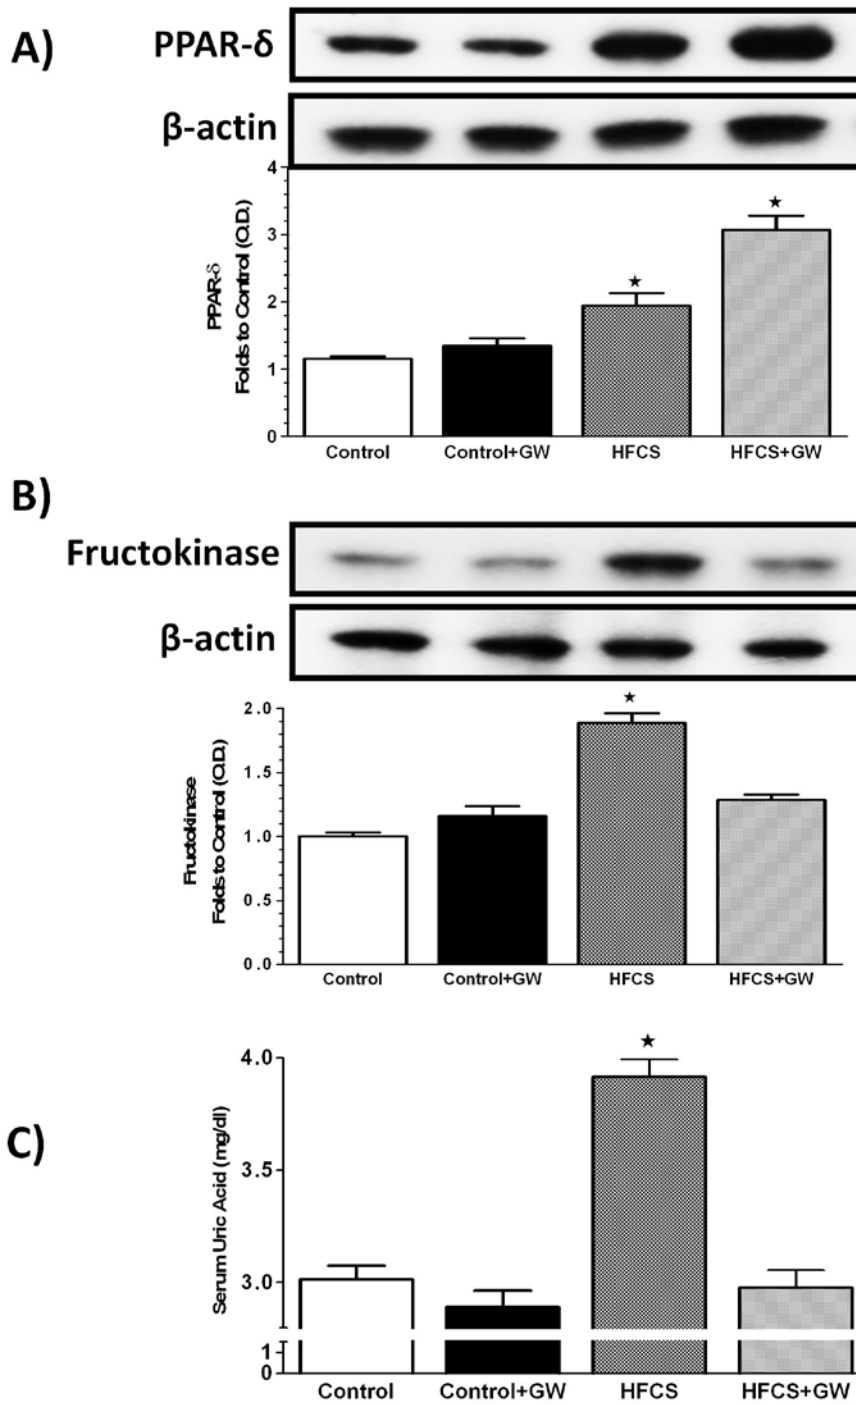 A)
PPAR-δ
β-actin
PPAR-δ
Folds to Control (O.D.)
4
3
2
1
0
★
★
Control Control+GW HFCS HFCS+GW
B)
Fructokinase
β-actin
Fructokinase
Folds to Control (O.D.)
2.0
1.5
1.0
0.5
0.0
★
Control Control+GW HFCS HFCS+GW
C)
Serum Uric Acid (mg/dl)
4.0
3.5
3.0
1
0
★
Control Control+GW HFCS HFCS+GW